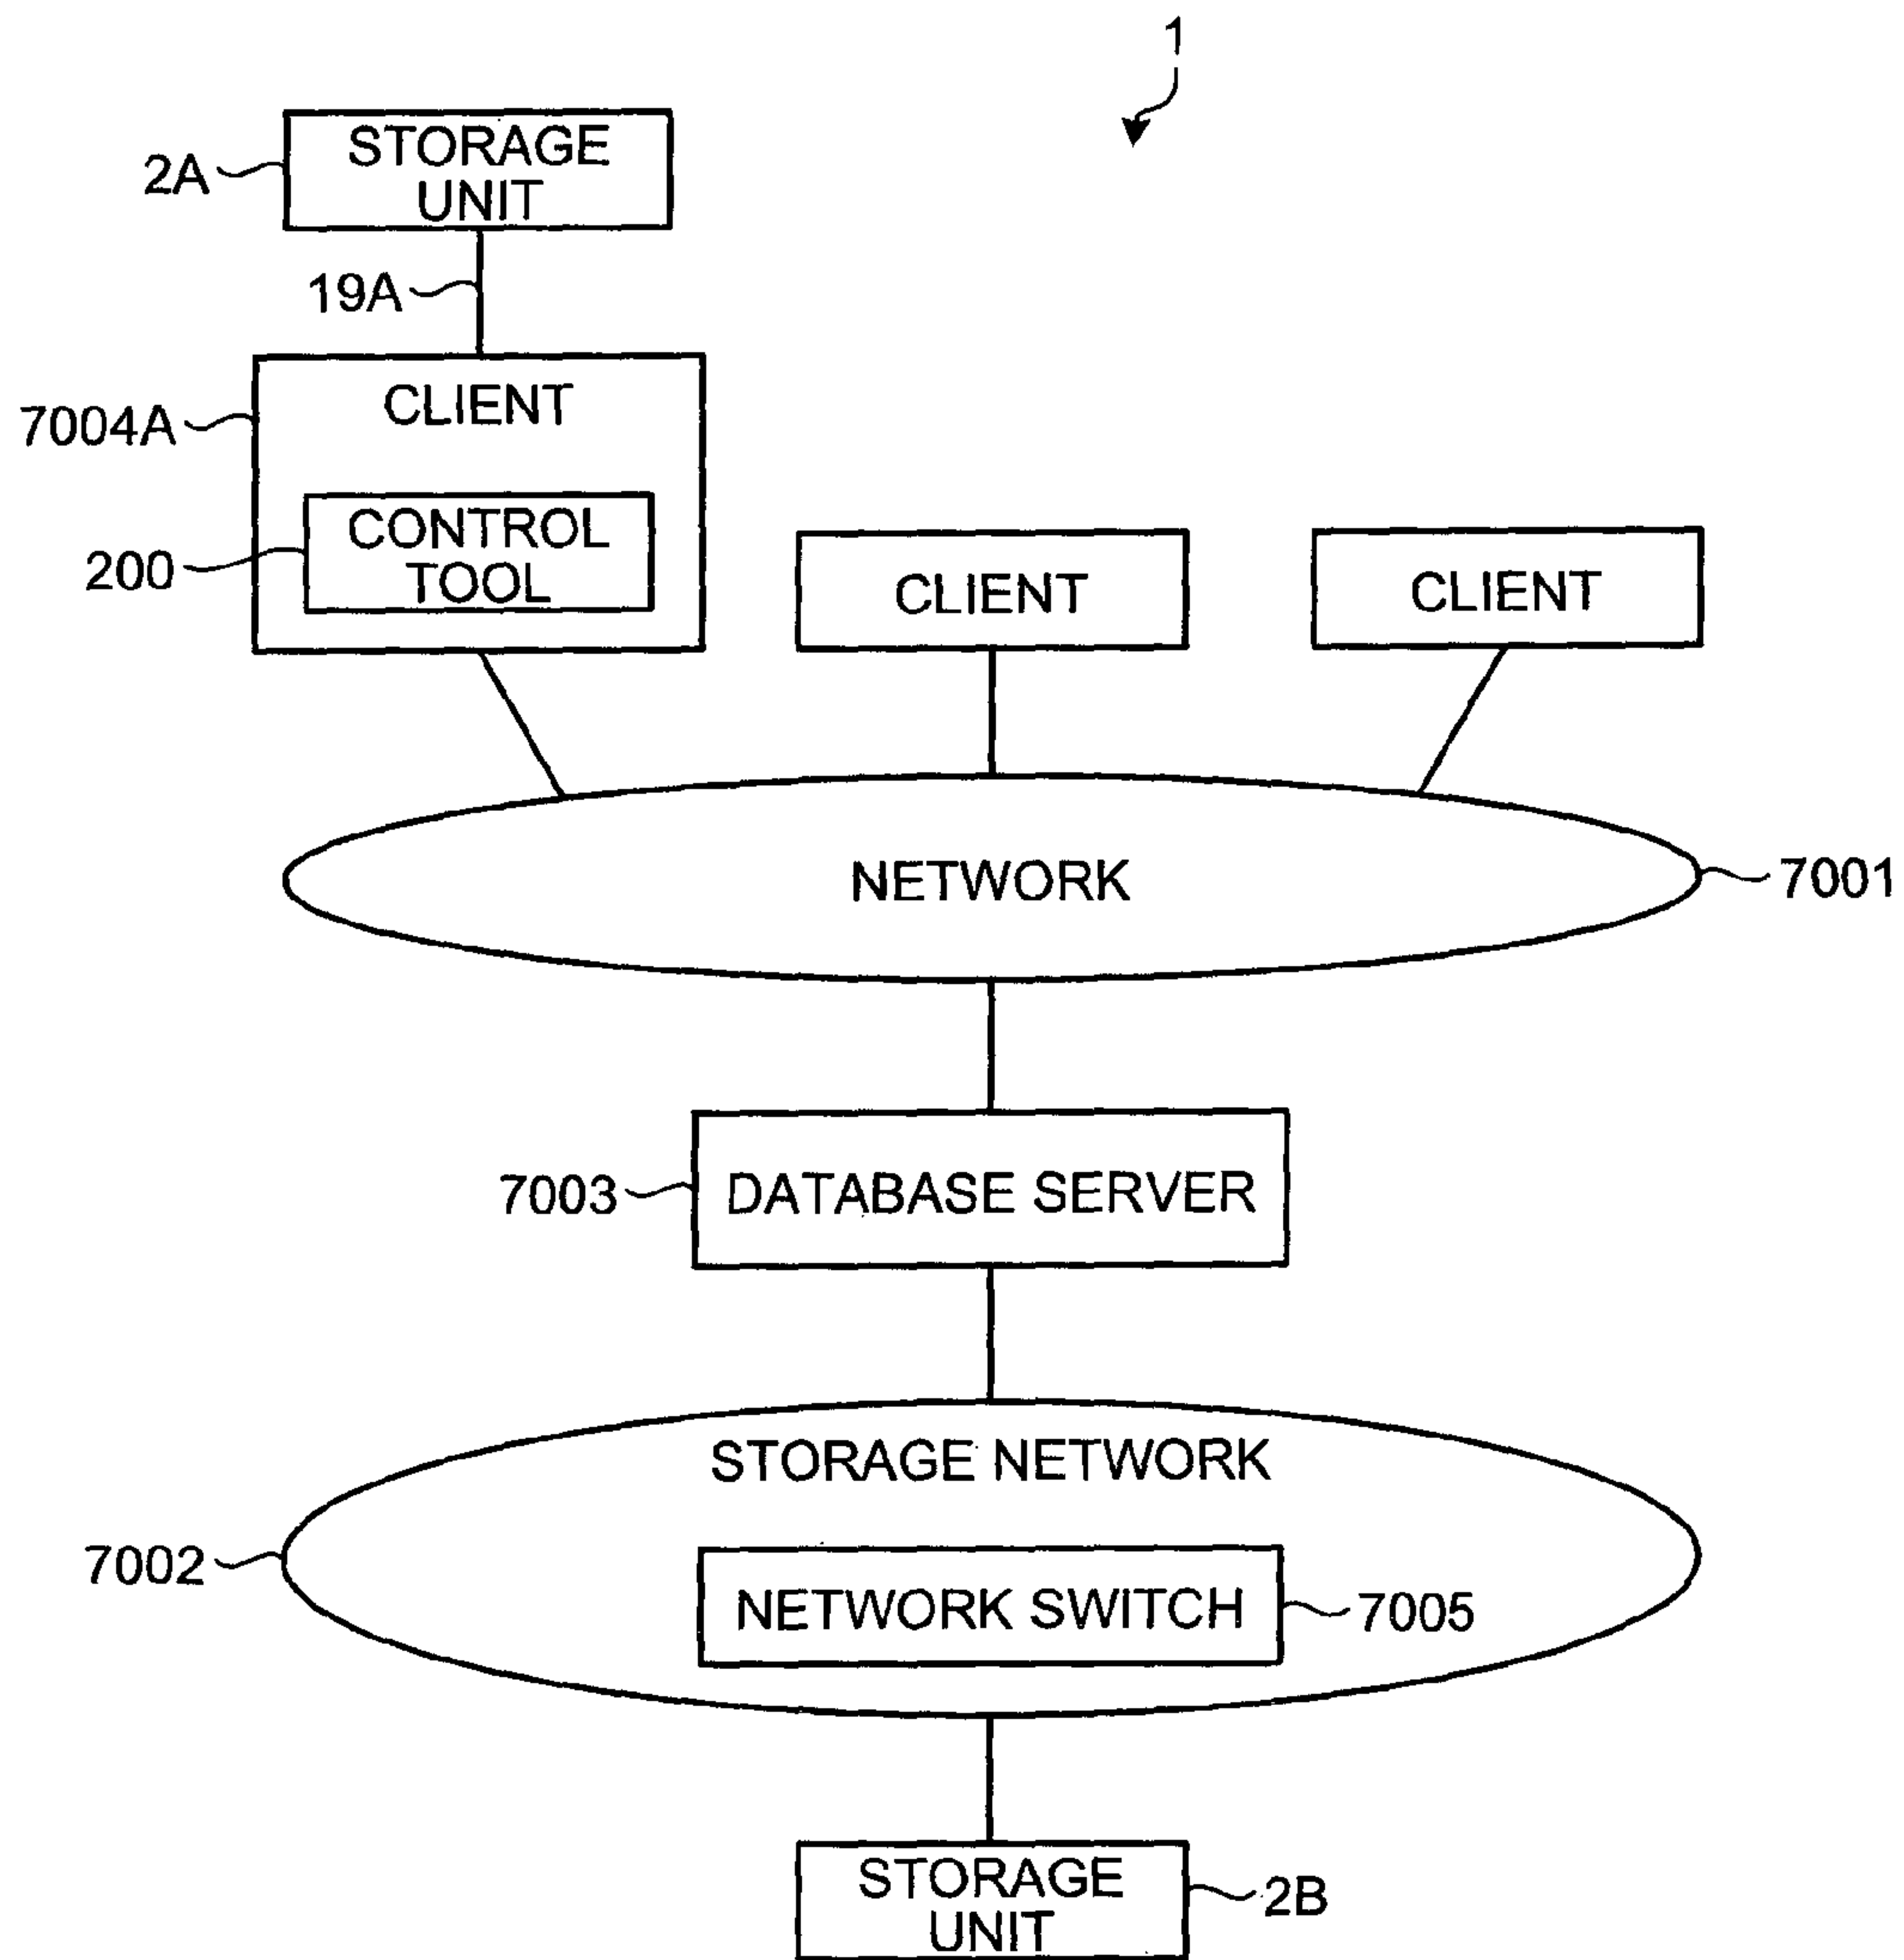 1
STORAGE
UNIT
2A
19A
CLIENT
7004A
CONTROL
TOOL
200
CLIENT
CLIENT
NETWORK
7001
7003
DATABASE SERVER
STORAGE NETWORK
7002
NETWORK SWITCH
7005
STORAGE
UNIT
2B